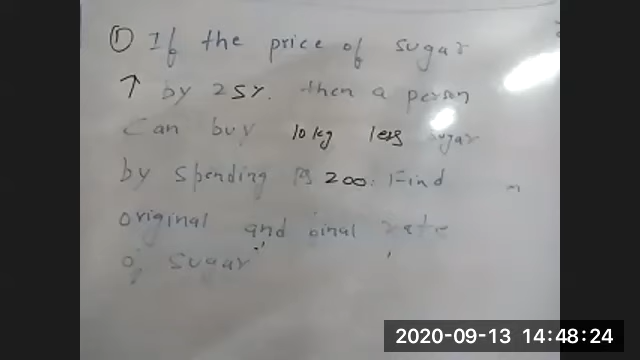 ① If the price of sugar
↑ by 25%. then a person
Can buy 10 kg less sugar
by spending Rs 200. Find
original and final rate
of sugar
2020-09-13 14:48:24